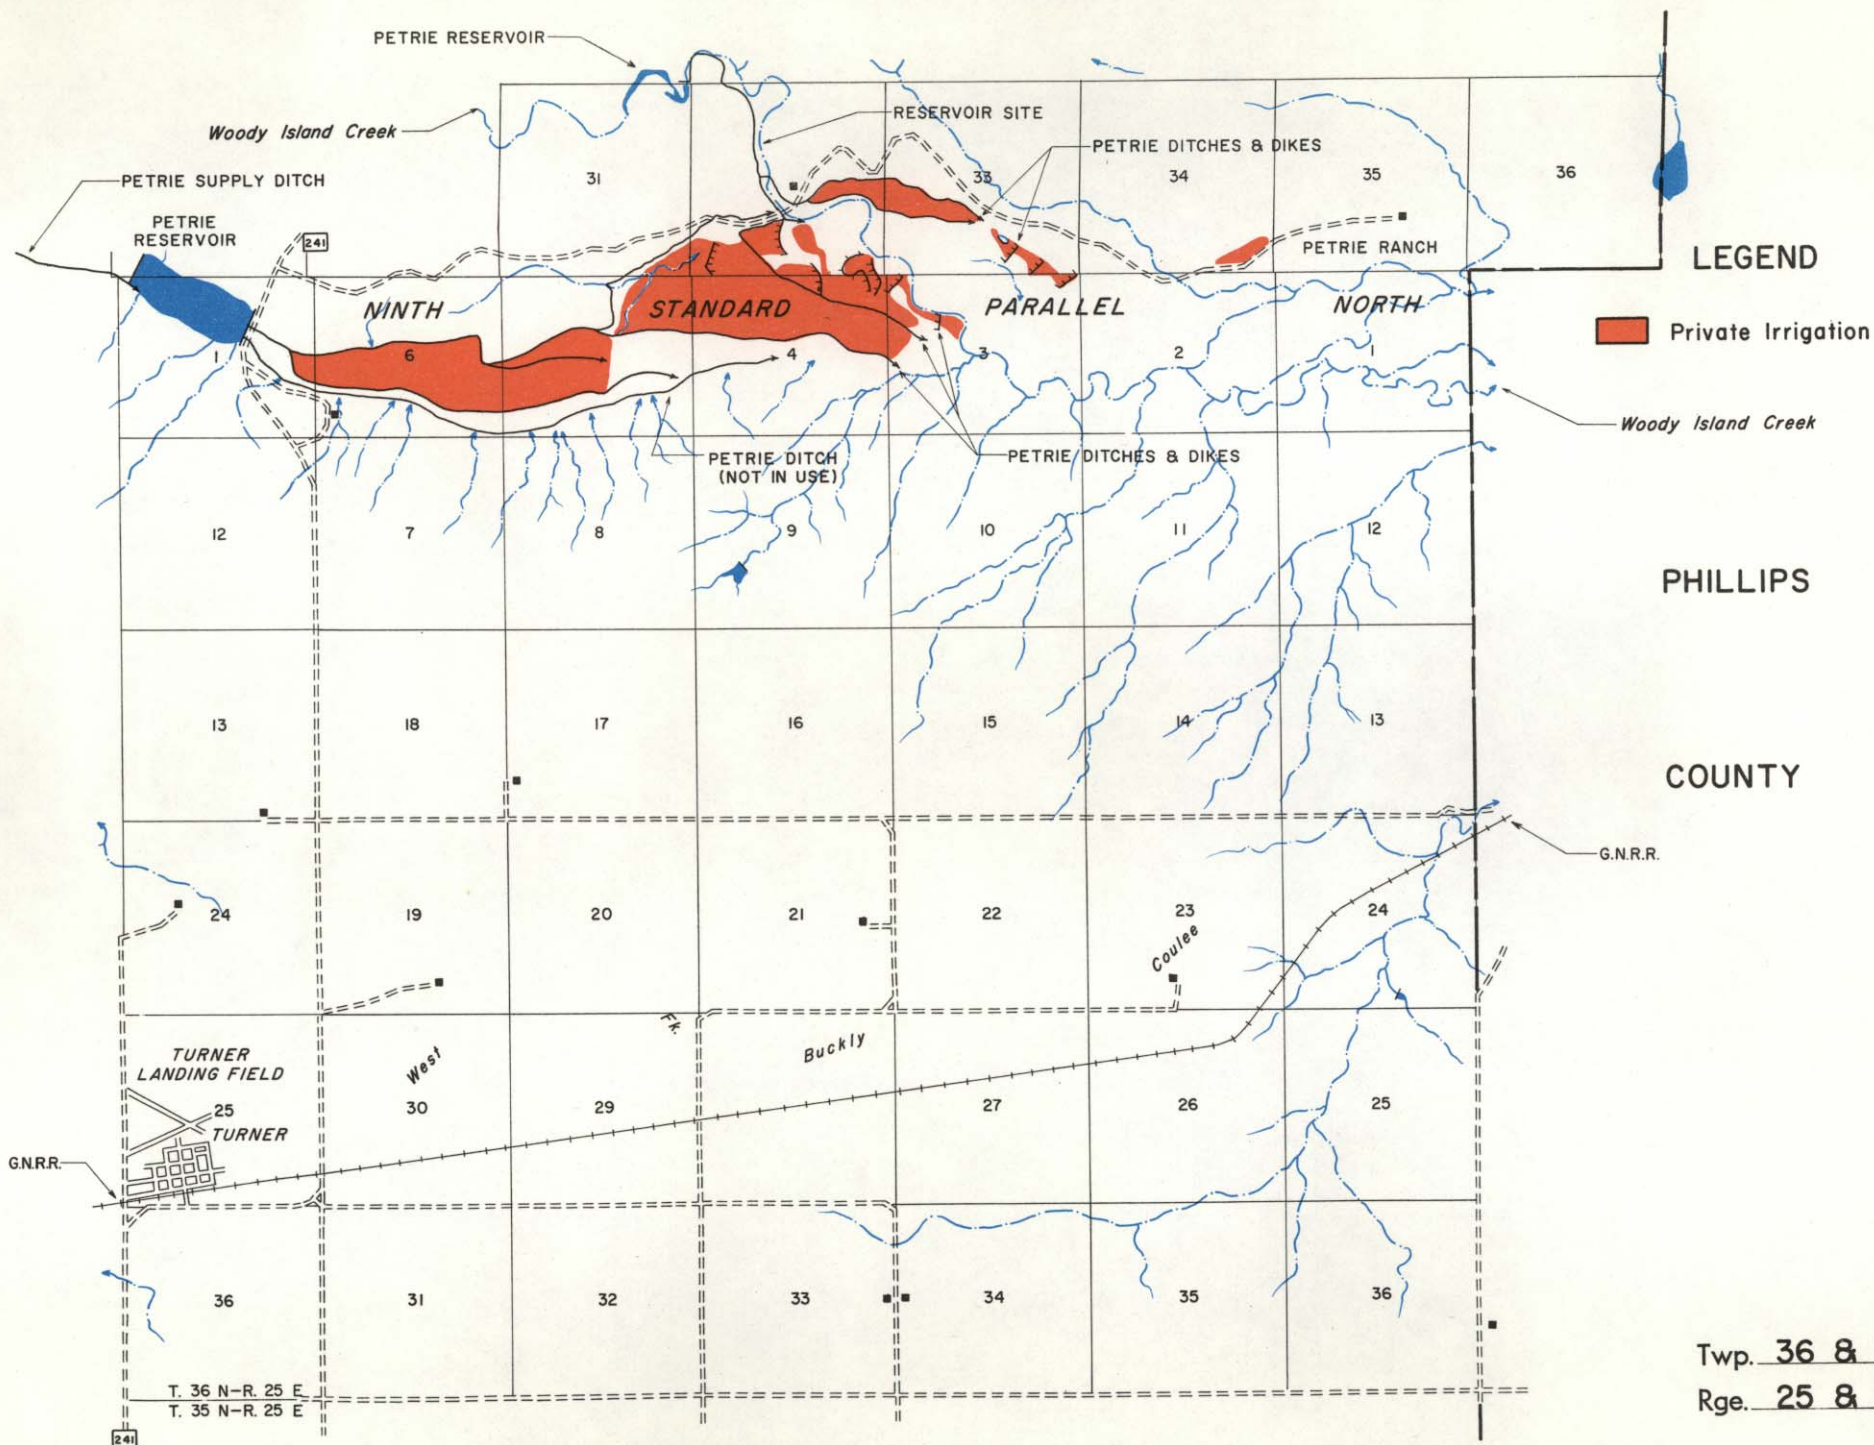 PETRIE RESERVOIR
RESERVOIR SITE
Woody Island Creek
PETRIE DITCHES & DIKES
31
33
34
35
36
PETRIE SUPPLY DITCH
PETRIE
RESERVOIR
241
PETRIE RANCH
LEGEND
NINTH STANDARD PARALLEL NORTH
Private Irrigation
1
6
4
3
2
1
Woody Island Creek
PETRIE DITCH
(NOT IN USE)
PETRIE DITCHES & DIKES
12
7
8
9
10
11
12
PHILLIPS
13
18
17
16
15
14
13
COUNTY
G.N.R.R.
24
19
20
21
22
23
24
Coulee
Fk.
Buckly
West
TURNER
LANDING FIELD
25
30
29
27
26
25
TURNER
G.N.R.R.
36
31
32
33
34
35
36
T. 36 N-R. 25 E
T. 35 N-R. 25 E
241
Twp. 36 &
Rge. 25 &